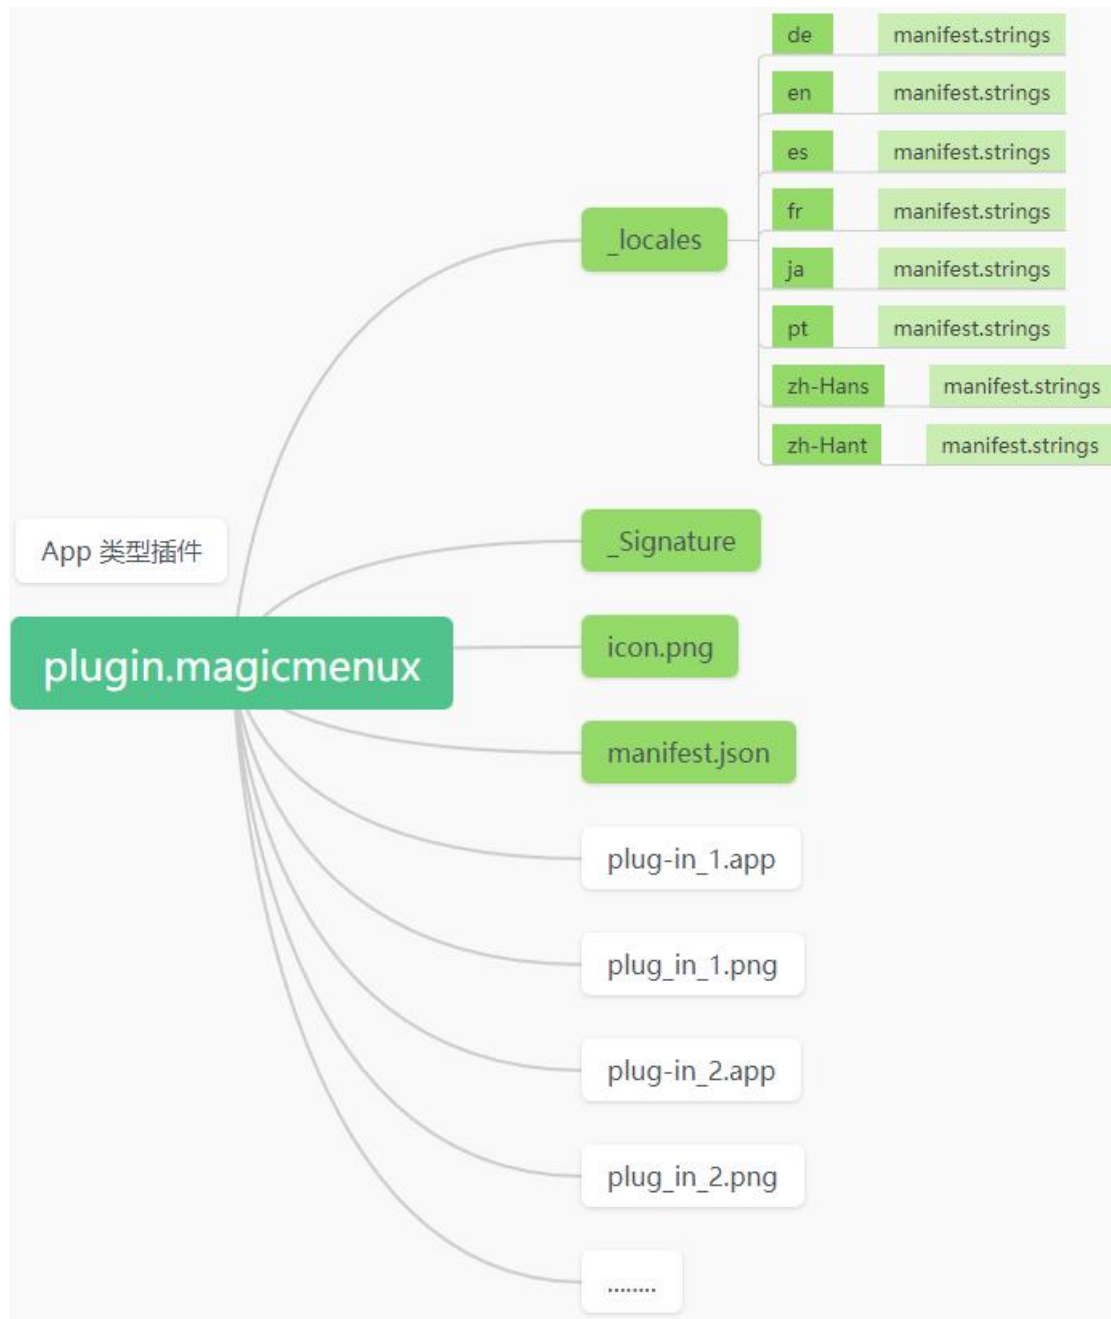 de manifest.strings
en manifest.strings
es manifest.strings
fr manifest.strings
_locales
ja manifest.strings
pt manifest.strings
zh-Hans manifest.strings
zh-Hant manifest.strings
App 类型插件
_Signature
plugin.magicmenux
icon.png
manifest.json
plug-in_1.app
plug_in_1.png
plug-in_2.app
plug_in_2.png
........